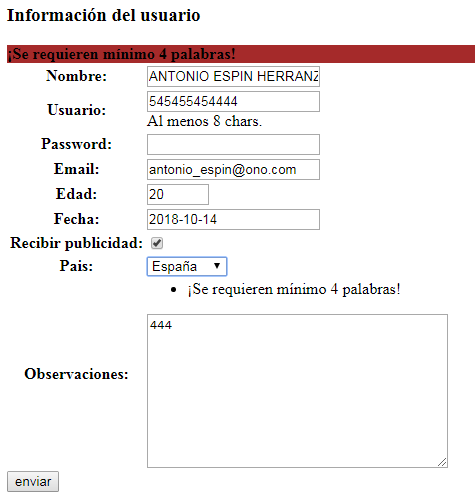 Información del usuario
¡Se requieren mínimo 4 palabras!
Nombre: ANTONIO ESPIN HERRANZ
Usuario: 545455454444
Al menos 8 chars.
Password:
Email: antonio_espin@ono.com
Edad: 20
Fecha: 2018-10-14
Recibir publicidad:
Pais: España
• ¡Se requieren mínimo 4 palabras!
444
Observaciones:
enviar